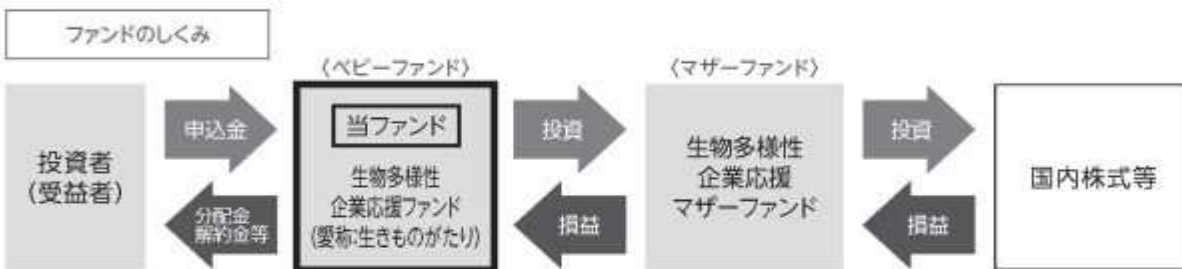 ファンドのしくみ
〈ベビーファンド〉
〈マザーファンド〉
投資者
(受益者)
申込金
分配金
解約金等
当ファンド
生物多様性
企業応援ファンド
(愛称:生きものがたり)
投資
損益
生物多様性
企業応援
マザーファンド
投資
損益
国内株式等